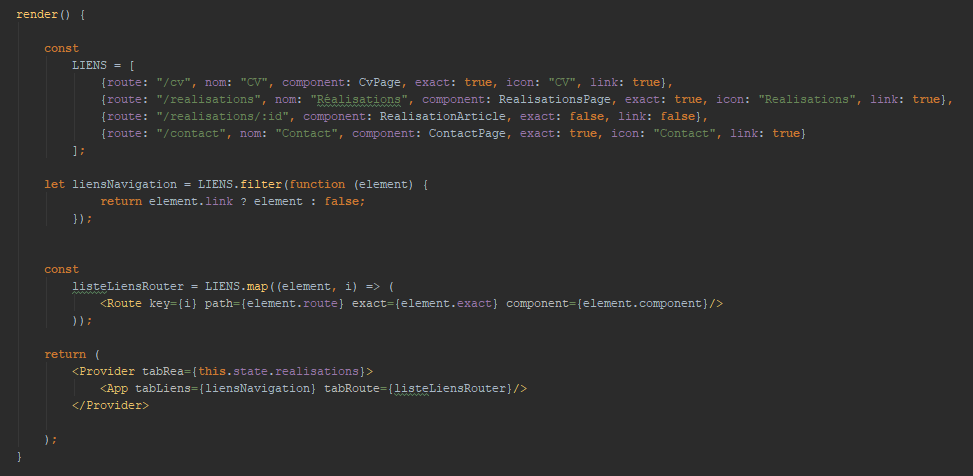 render() {
const
LIENS = [
{route: "/cv", nom: "CV", component: CvPage, exact: true, icon: "CV", link: true},
{route: "/realisations", nom: "Réalisations", component: RealisationsPage, exact: true, icon: "Realisations", link: true},
{route: "/realisations/:id", component: RealisationArticle, exact: false, link: false},
{route: "/contact", nom: "Contact", component: ContactPage, exact: true, icon: "Contact", link: true}
];
let liensNavigation = LIENS.filter(function (element) {
return element.link ? element : false;
});
const
listeLiensRouter = LIENS.map((element, i) => (
<Route key={i} path={element.route} exact={element.exact} component={element.component}/>
));
return (
<Provider tabRea={this.state.realisations}>
<App tabLiens={liensNavigation} tabRoute={listeLiensRouter}/>
</Provider>
);
}